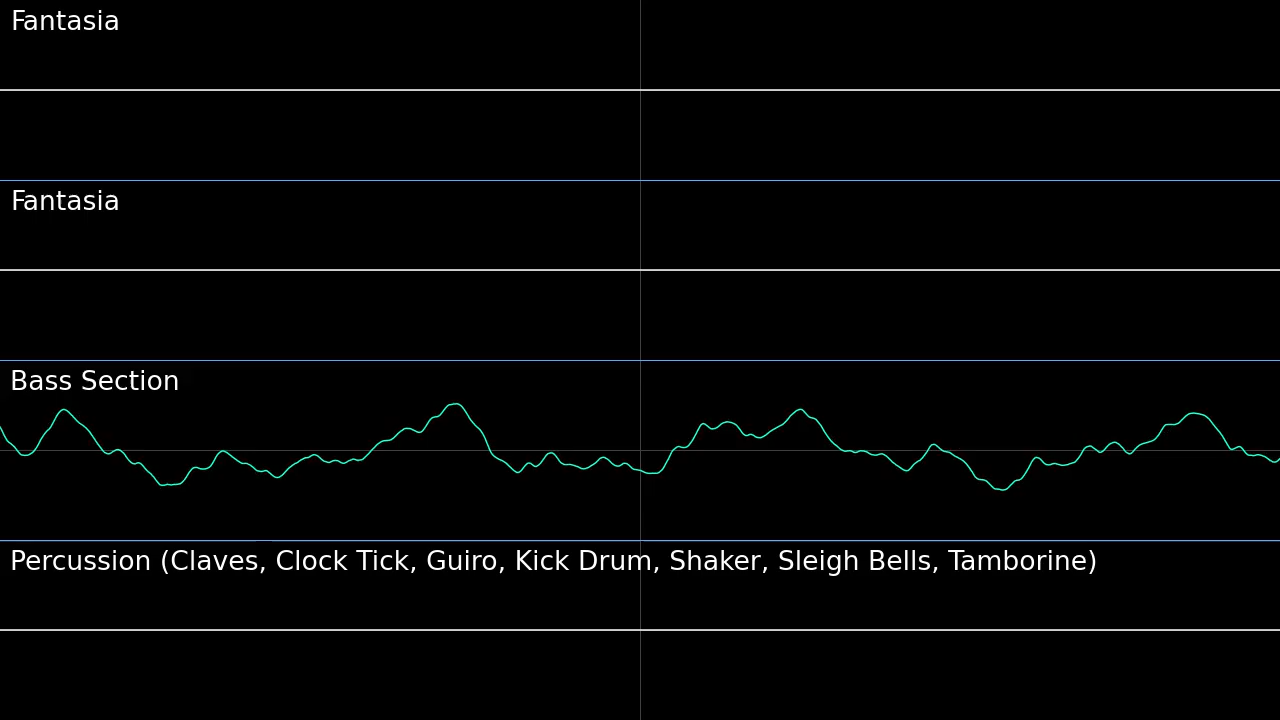 Fantasia
Fantasia
Bass Section
Percussion (Claves, Clock Tick, Guiro, Kick Drum, Shaker, Sleigh Bells, Tamborine)